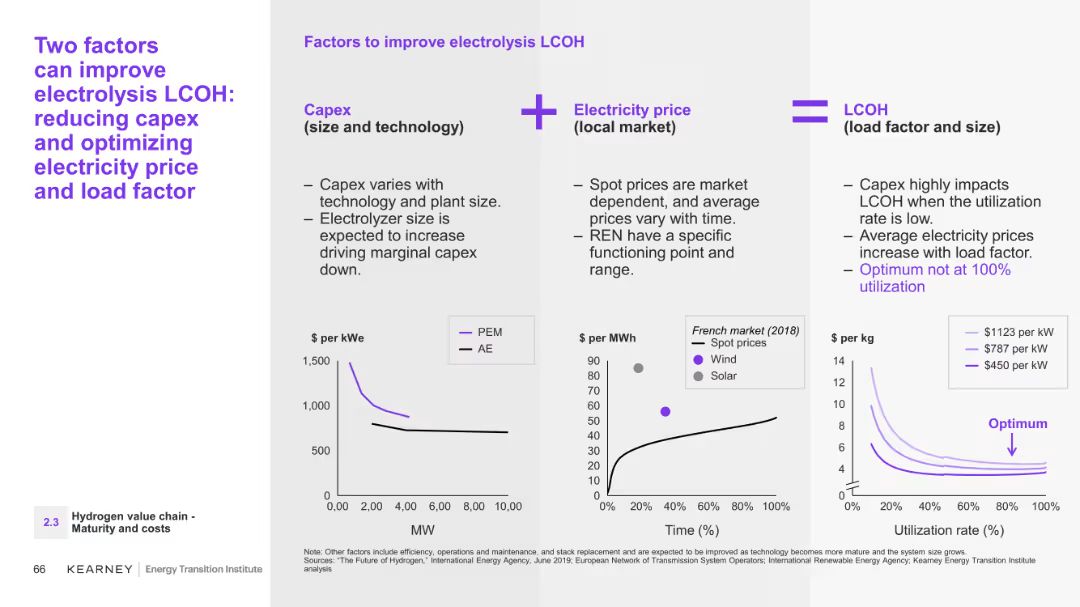 Two factors
can improve
electrolysis LCOH:
reducing capex
and optimizing
electricity price
and load factor
Factors to improve electrolysis LCOH
Capex
(size and technology)
+
Electricity price
(local market)
=
LCOH
(load factor and size)
– Capex varies with
technology and plant size.
– Electrolyzer size is
expected to increase
driving marginal capex
down.
– Spot prices are market
dependent, and average
prices vary with time.
– REN have a specific
functioning point and
range.
– Capex highly impacts
LCOH when the utilization
rate is low.
– Average electricity prices
increase with load factor.
– Optimum not at 100%
utilization
$ per kWe
PEM
AE
1,500
1,000
500
0
0,00 2,00 4,00 6,00 8,00 10,00
MW
$ per MWh
French market (2018)
Spot prices
Wind
Solar
90
80
70
60
50
40
30
20
10
0
0% 20% 40% 60% 80% 100%
Time (%)
$ per kg
$1123 per kW
$787 per kW
$450 per kW
14
12
10
8
6
4
0
Optimum
0% 20% 40% 60% 80% 100%
Utilization rate (%)
2.3 Hydrogen value chain -
Maturity and costs
Note: Other factors include efficiency, operations and maintenance, and stack replacement and are expected to be improved as technology becomes more mature and the system size grows.
Sources: "The Future of Hydrogen," International Energy Agency, June 2019; European Network of Transmission System Operators; International Renewable Energy Agency; Kearney Energy Transition Institute
analysis
66 KEARNEY Energy Transition Institute